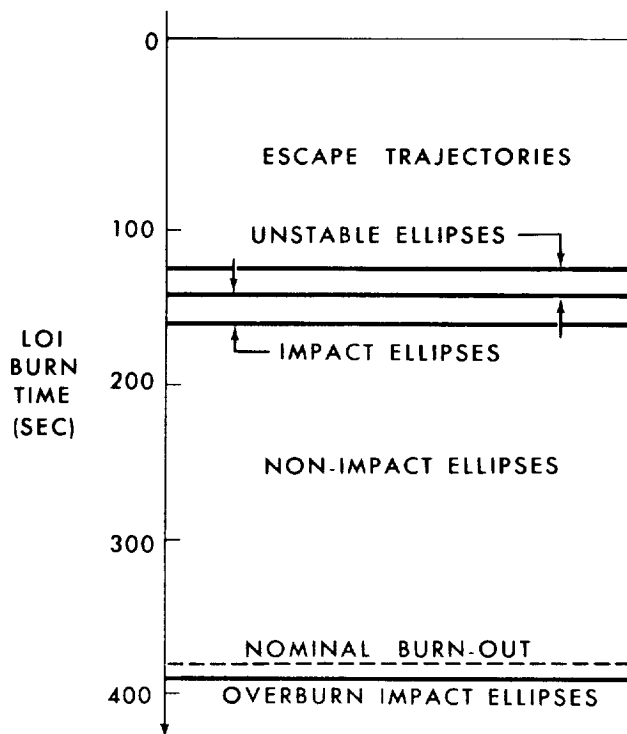 0
ESCAPE TRAJECTORIES
100
UNSTABLE ELLIPSES
LOI
BURN
TIME
(SEC)
IMPACT ELLIPSES
200
NON-IMPACT ELLIPSES
300
NOMINAL BURN-OUT
400
OVERBURN IMPACT ELLIPSES